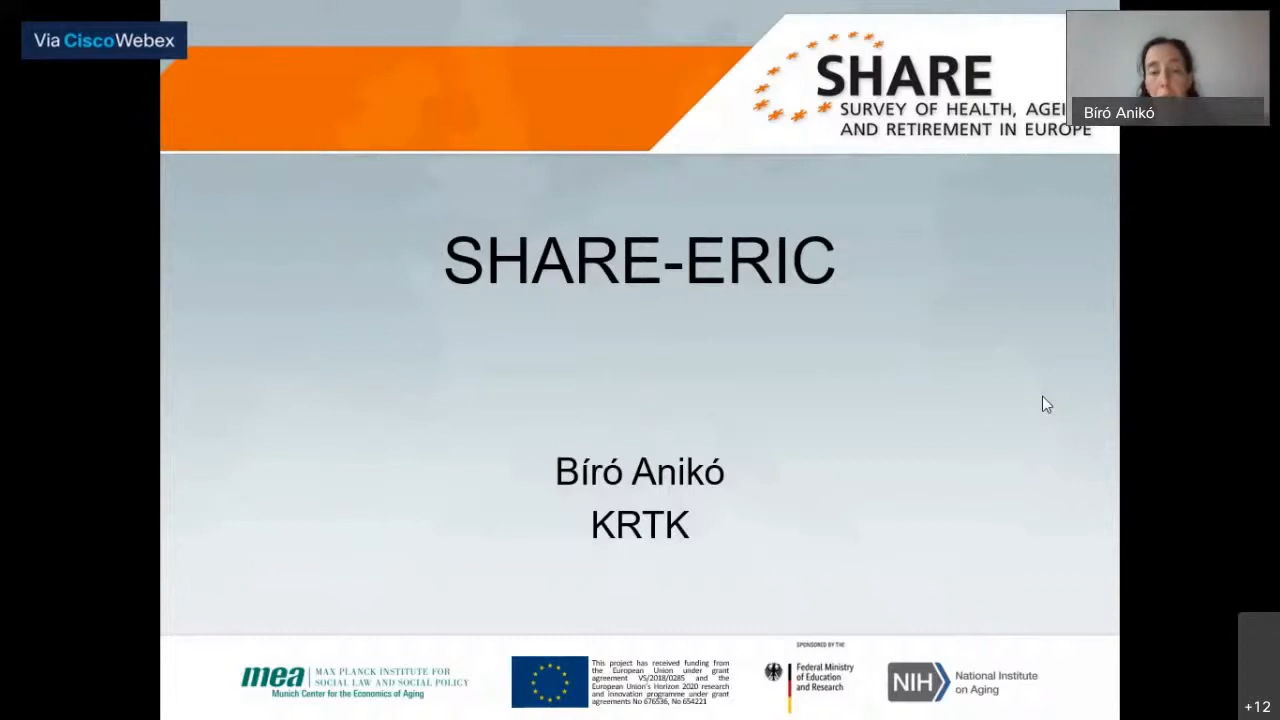 Via CiscoWebex
SHARE
SURVEY OF HEALTH, AGEI
AND RETIREMENT IN EUROPE
Bíró Anikó
SHARE-ERIC
Bíró Anikó
KRTK
mea
MAX PLANCK INSTITUTE FOR
SOCIAL LAW AND SOCIAL POLICY
Munich Center for the Economics of Aging
This project has received funding from
the European Union under grant
agreement VS/2018/0285 and the
European Union's Horizon 2020 research
and innovation programme under grant
agreements No 676536, No 654221
SPONSORED BY THE
Federal Ministry
of Education
and Research
NIH
National Institute
on Aging
+12